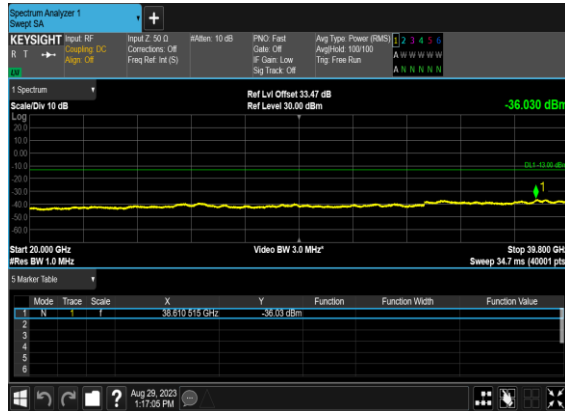 Spectrum Analyzer 1
Swept SA
+
KEYSIGHT Input: RF Input Z: 50 Ω #Atten: 10 dB PNO: Fast Avg Type: Power (RMS) 1 2 3 4 5 6
R T Coupling: DC Corrections: Off Gate: Off Avg|Hold: 100/100 A W W W W W
Align: Off Freq Ref: Int (S) IF Gain: Low Trig: Free Run
Sig Track: Off A N N N N N
1 Spectrum
Ref Lvl Offset 33.47 dB
Scale/Div 10 dB Ref Level 30.00 dBm -36.030 dBm
Log
20.0
10.0
0.00
-10.0 DL1 -13.00 dBm
-20.0
1
-30.0
-40.0
-50.0
-60.0
Start 20.000 GHz Video BW 3.0 MHz* Stop 39.800 GHz
#Res BW 1.0 MHz Sweep 34.7 ms (40001 pts)
5 Marker Table
Mode Trace Scale X Y Function Function Width Function Value
1 N 1 f 38.610 515 GHz -36.03 dBm
2
3
4
5
6
? Aug 29, 2023
1:17:05 PM